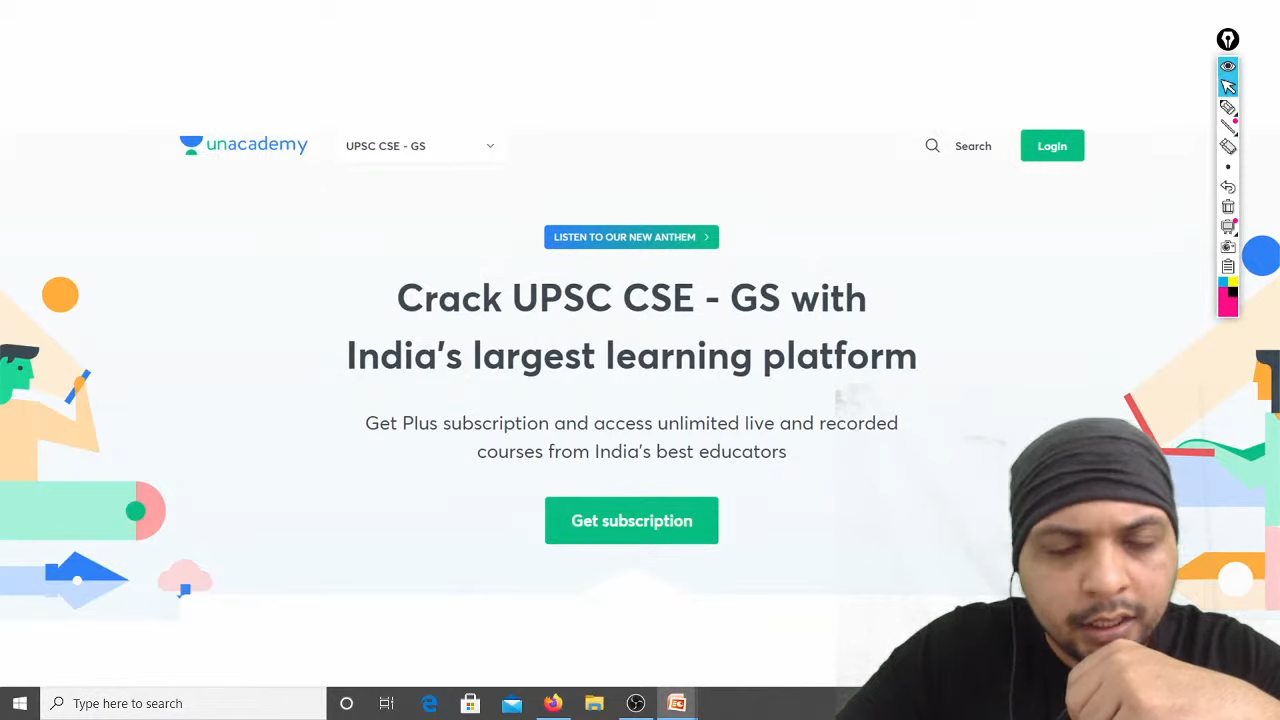 unacademy
UPSC CSE - GS
Search
Login
LISTEN TO OUR NEW ANTHEM
Crack UPSC CSE - GS with
India's largest learning platform
Get Plus subscription and access unlimited live and recorded
courses from India's best educators
Get subscription
Type here to search